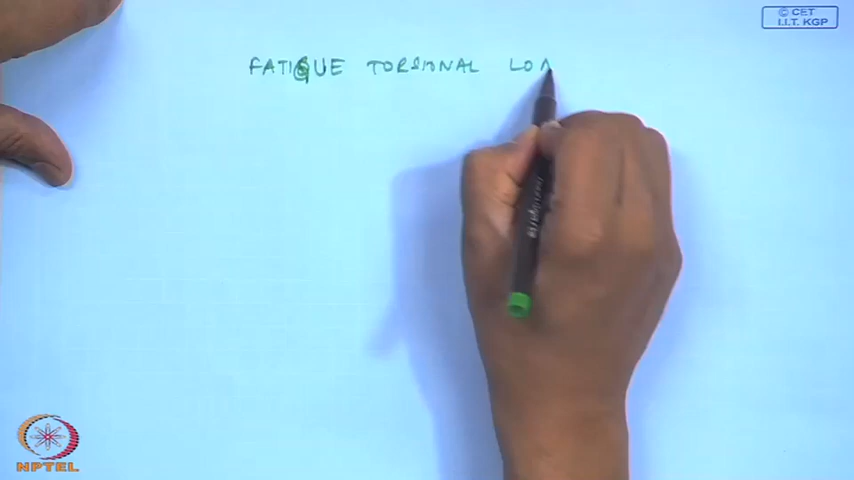 © CET
I.I.T. KGP
FATIGUE TORSIONAL LOA
NPTEL